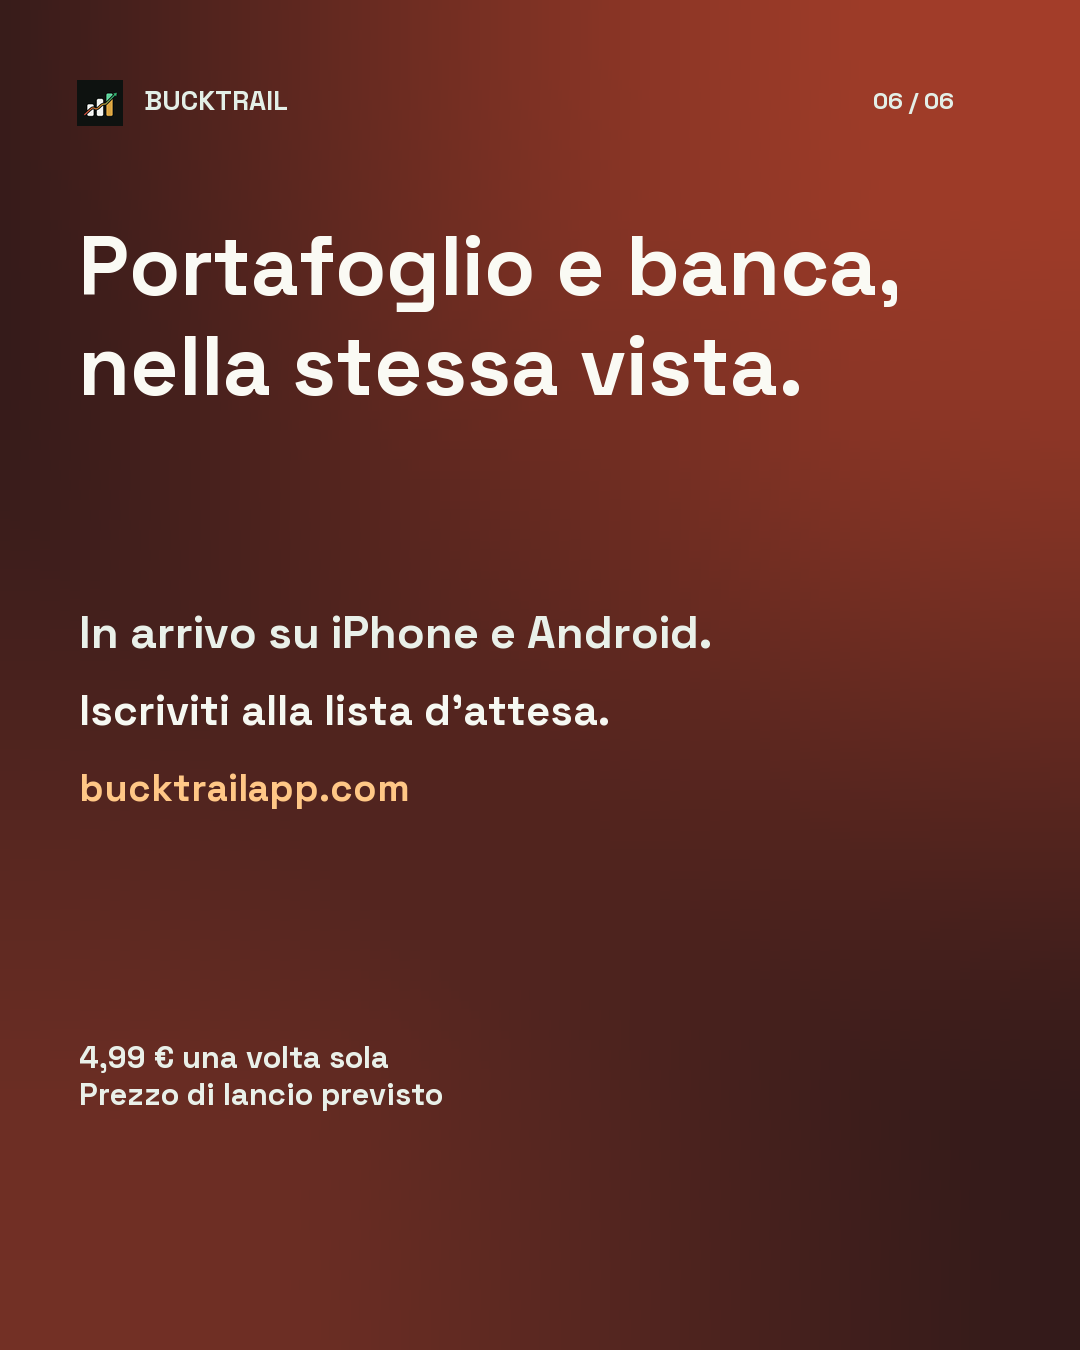 BUCKTRAIL
06 / 06
Portafoglio e banca,
nella stessa vista.
In arrivo su iPhone e Android.
Iscriviti alla lista d’attesa.
bucktrailapp.com
4,99 € una volta sola
Prezzo di lancio previsto